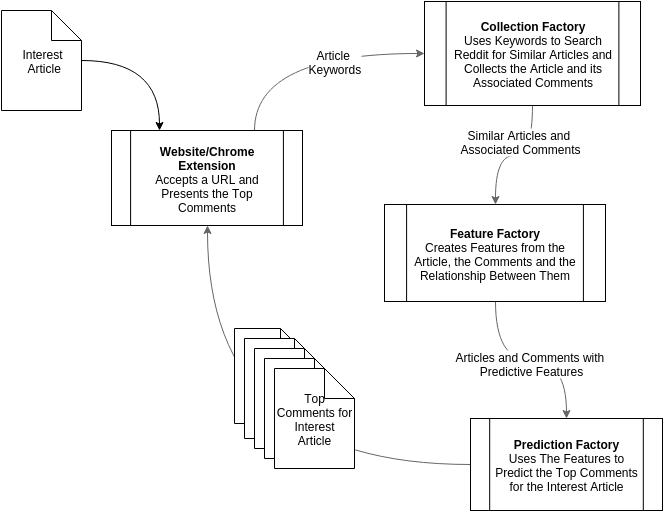 Interest
Article
Article
Keywords
Collection Factory
Uses Keywords to Search
Reddit for Similar Articles and
Collects the Article and its
Associated Comments
Website/Chrome
Extension
Accepts a URL and
Presents the Top
Comments
Similar Articles and
Associated Comments
Feature Factory
Creates Features from the
Article, the Comments and the
Relationship Between Them
Articles and Comments with
Predictive Features
Top
Comments for
Interest
Article
Prediction Factory
Uses The Features to
Predict the Top Comments
for the Interest Article